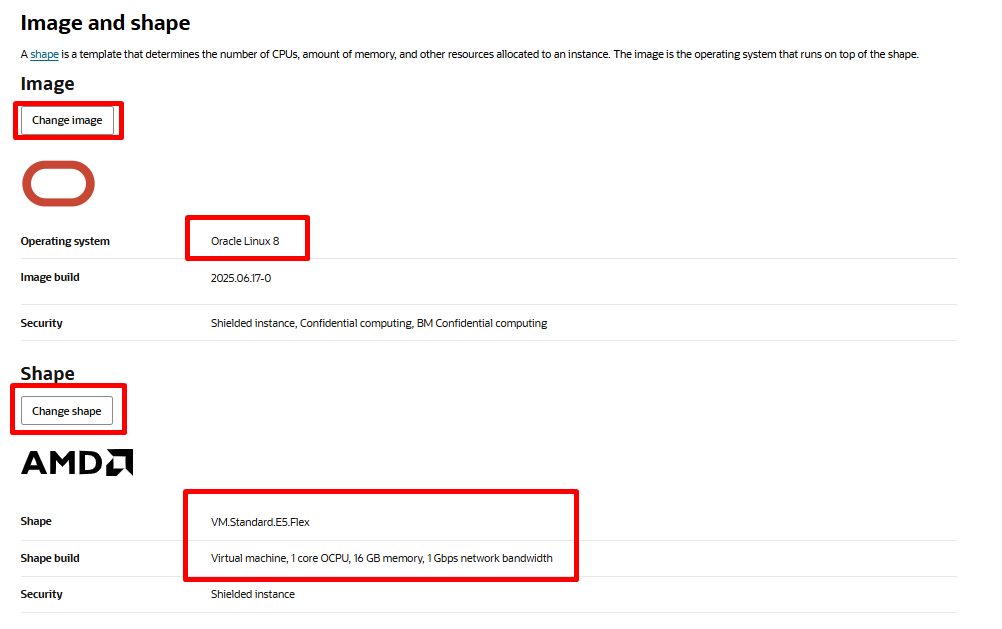 Image and shape
A shape is a template that determines the number of CPUs, amount of memory, and other resources allocated to an instance. The image is the operating system that runs on top of the shape.
Image
Change image
Operating system Oracle Linux 8
Image build 2025.06.17-0
Security Shielded instance, Confidential computing, BM Confidential computing
Shape
Change shape
AMD
Shape VM.Standard.E5.Flex
Shape build Virtual machine, 1 core OCPU, 16 GB memory, 1 Gbps network bandwidth
Security Shielded instance